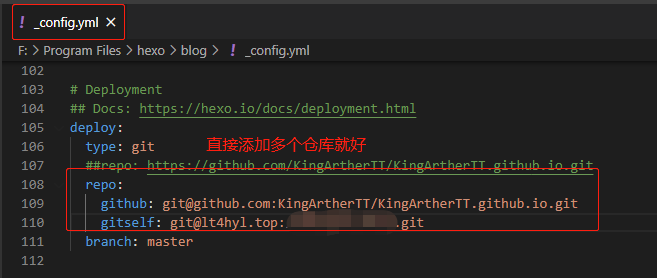 ! _config.yml ×
F: > Program Files > hexo > blog > ! _config.yml
102
103 # Deployment
104 ## Docs: https://hexo.io/docs/deployment.html
105 deploy:
106 type: git 直接添加多个仓库就好
107 ##repo: https://github.com/KingArtherTT/KingArtherTT.github.io.git
108 repo:
109 github: git@github.com:KingArtherTT/KingArtherTT.github.io.git
110 gitself: git@lt4hyl.top: .git
111 branch: master
112